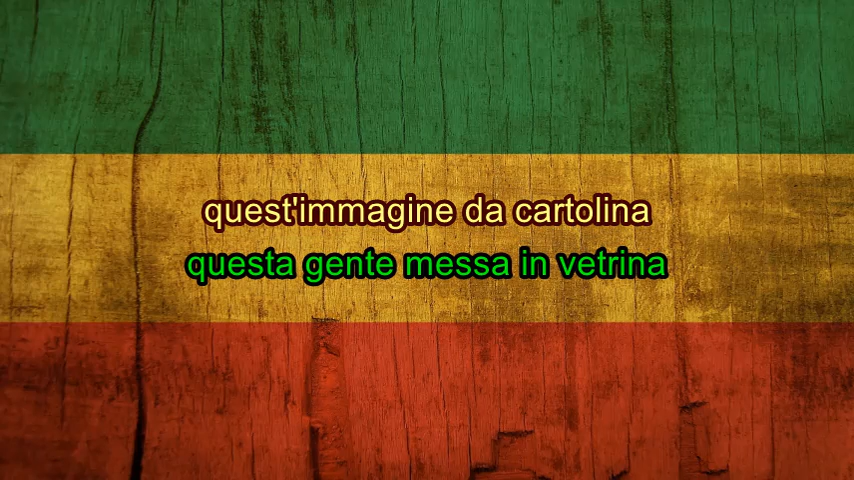 quest'immagine da cartolina
questa gente messa in vetrina